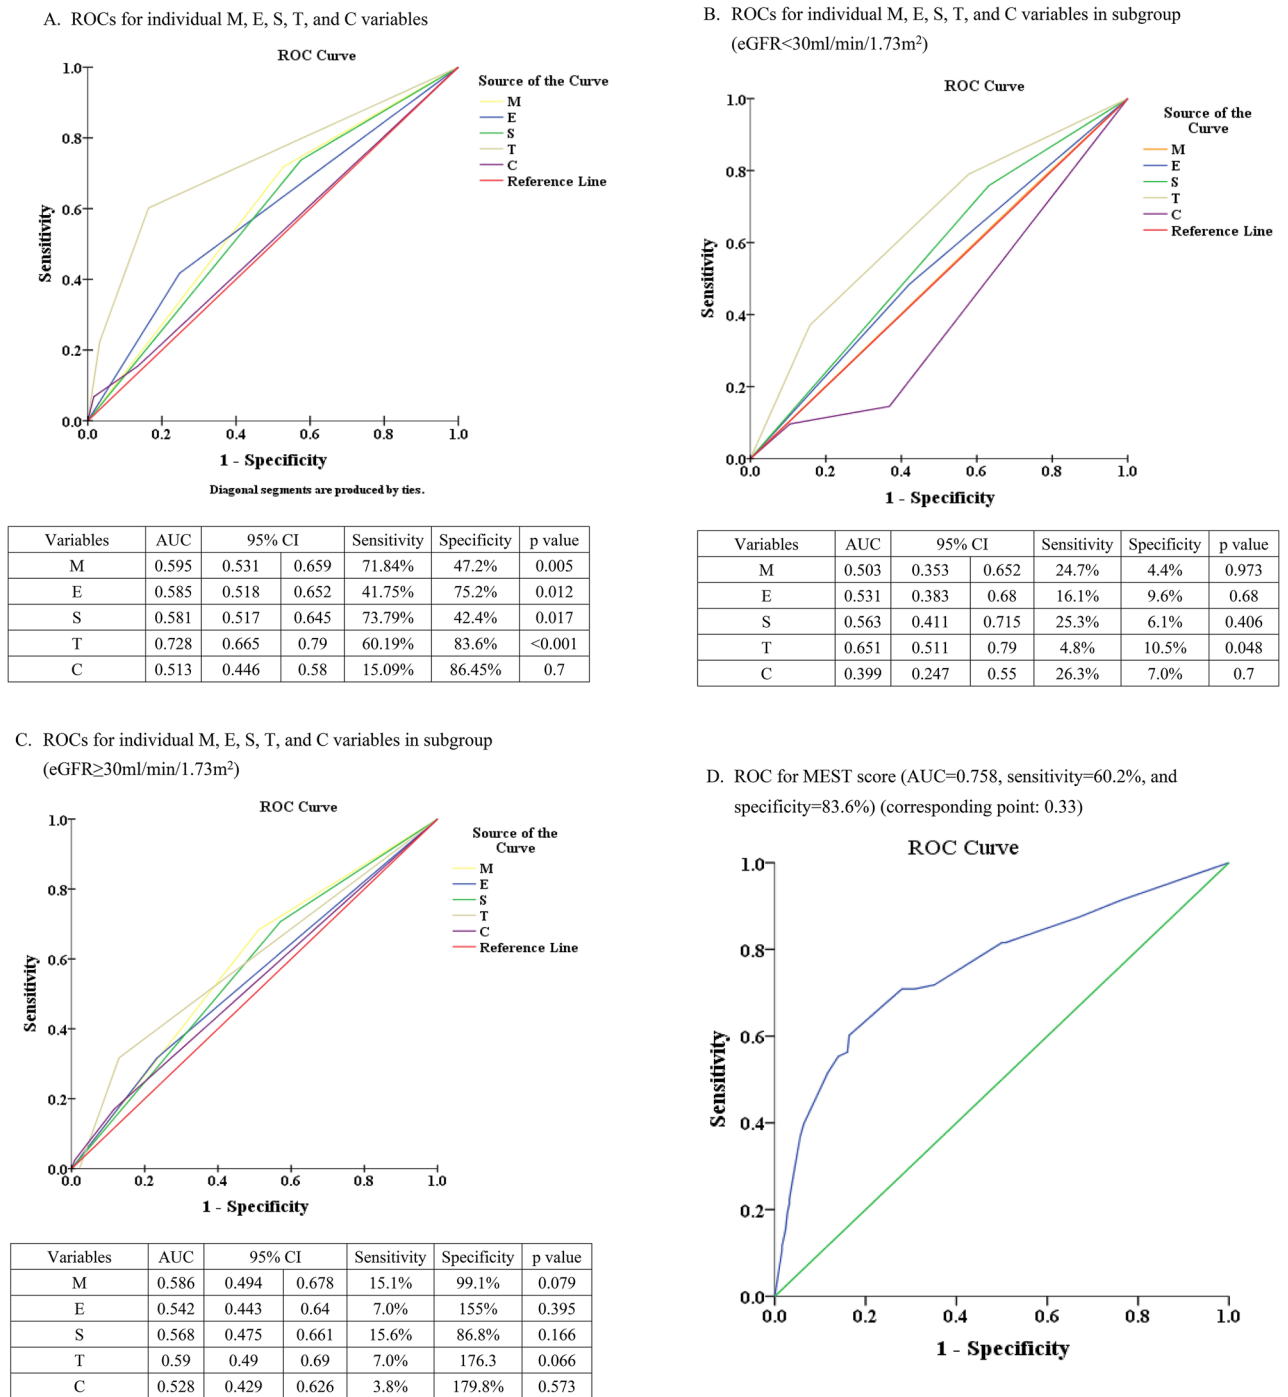 A. ROCs for individual M, E, S, T, and C variables
ROC Curve
1.0
0.8
0.6
0.4
0.2
0.0
Sensitivity
0.0 0.2 0.4 0.6 0.8 1.0
1 - Specificity
Diagonal segments are produced by ties.
Source of the Curve
M
E
S
T
C
Reference Line
Variables AUC 95% CI Sensitivity Specificity p value
M 0.595 0.531 0.659 71.84% 47.2% 0.005
E 0.585 0.518 0.652 41.75% 75.2% 0.012
S 0.581 0.517 0.645 73.79% 42.4% 0.017
T 0.728 0.665 0.79 60.19% 83.6% <0.001
C 0.513 0.446 0.58 15.09% 86.45% 0.7
B. ROCs for individual M, E, S, T, and C variables in subgroup
(eGFR<30ml/min/1.73m²)
ROC Curve
1.0
0.8
0.6
0.4
0.2
0.0
Sensitivity
0.0 0.2 0.4 0.6 0.8 1.0
1 - Specificity
Source of the
Curve
M
E
S
T
C
Reference Line
Variables AUC 95% CI Sensitivity Specificity p value
M 0.503 0.353 0.652 24.7% 4.4% 0.973
E 0.531 0.383 0.68 16.1% 9.6% 0.68
S 0.563 0.411 0.715 25.3% 6.1% 0.406
T 0.651 0.511 0.79 4.8% 10.5% 0.048
C 0.399 0.247 0.55 26.3% 7.0% 0.7
C. ROCs for individual M, E, S, T, and C variables in subgroup
(eGFR≥30ml/min/1.73m²)
ROC Curve
1.0
0.8
0.6
0.4
0.2
0.0
Sensitivity
0.0 0.2 0.4 0.6 0.8 1.0
1 - Specificity
Source of the
Curve
M
E
S
T
C
Reference Line
Variables AUC 95% CI Sensitivity Specificity p value
M 0.586 0.494 0.678 15.1% 99.1% 0.079
E 0.542 0.443 0.64 7.0% 155% 0.395
S 0.568 0.475 0.661 15.6% 86.8% 0.166
T 0.59 0.49 0.69 7.0% 176.3 0.066
C 0.528 0.429 0.626 3.8% 179.8% 0.573
D. ROC for MEST score (AUC=0.758, sensitivity=60.2%, and
specificity=83.6%) (corresponding point: 0.33)
ROC Curve
1.0
0.8
0.6
0.4
0.2
0.0
Sensitivity
0.0 0.2 0.4 0.6 0.8 1.0
1 - Specificity